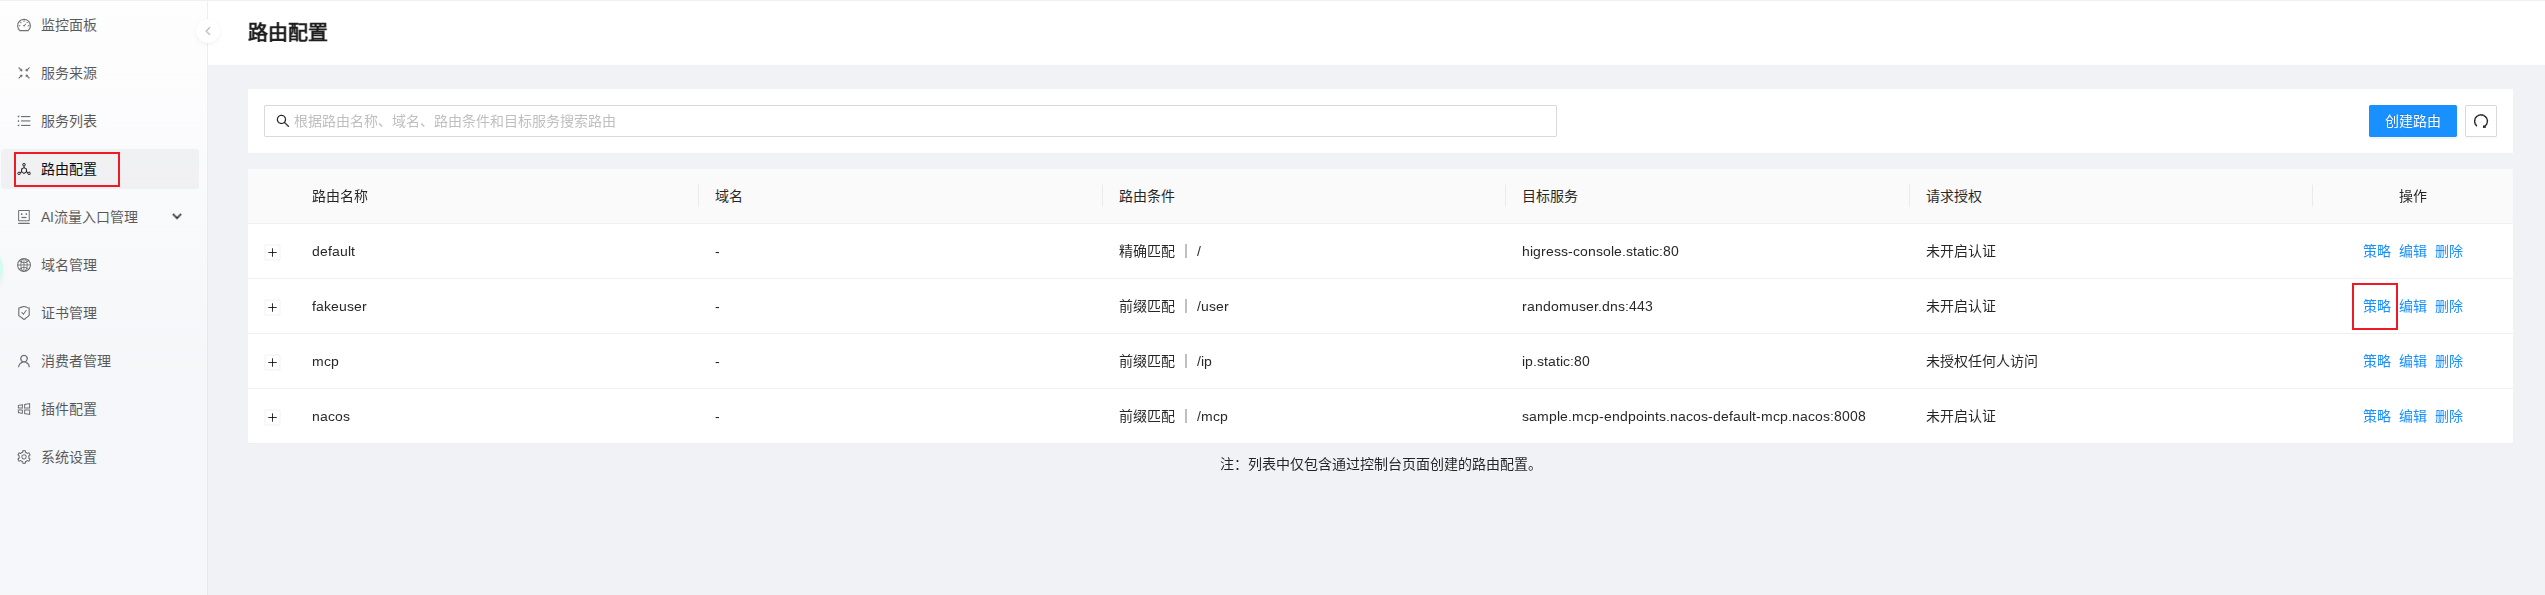 监控面板
服务来源
服务列表
路由配置
AI流量入口管理
域名管理
证书管理
消费者管理
插件配置
系统设置
路由配置
根据路由名称、域名、路由条件和目标服务搜索路由
创建路由
路由名称 域名 路由条件 目标服务 请求授权 操作
default - 精确匹配 | / higress-console.static:80 未开启认证 策略 编辑 删除
fakeuser - 前缀匹配 | /user randomuser.dns:443 未开启认证 策略 编辑 删除
mcp - 前缀匹配 | /ip ip.static:80 未授权任何人访问 策略 编辑 删除
nacos - 前缀匹配 | /mcp sample.mcp-endpoints.nacos-default-mcp.nacos:8008 未开启认证 策略 编辑 删除
注：列表中仅包含通过控制台页面创建的路由配置。